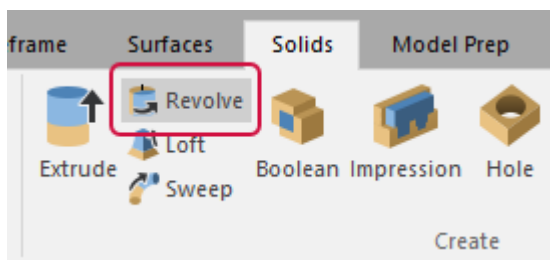 frame Surfaces Solids Model Prep
Revolve
Loft
Extrude Boolean Impression Hole
Sweep
Create